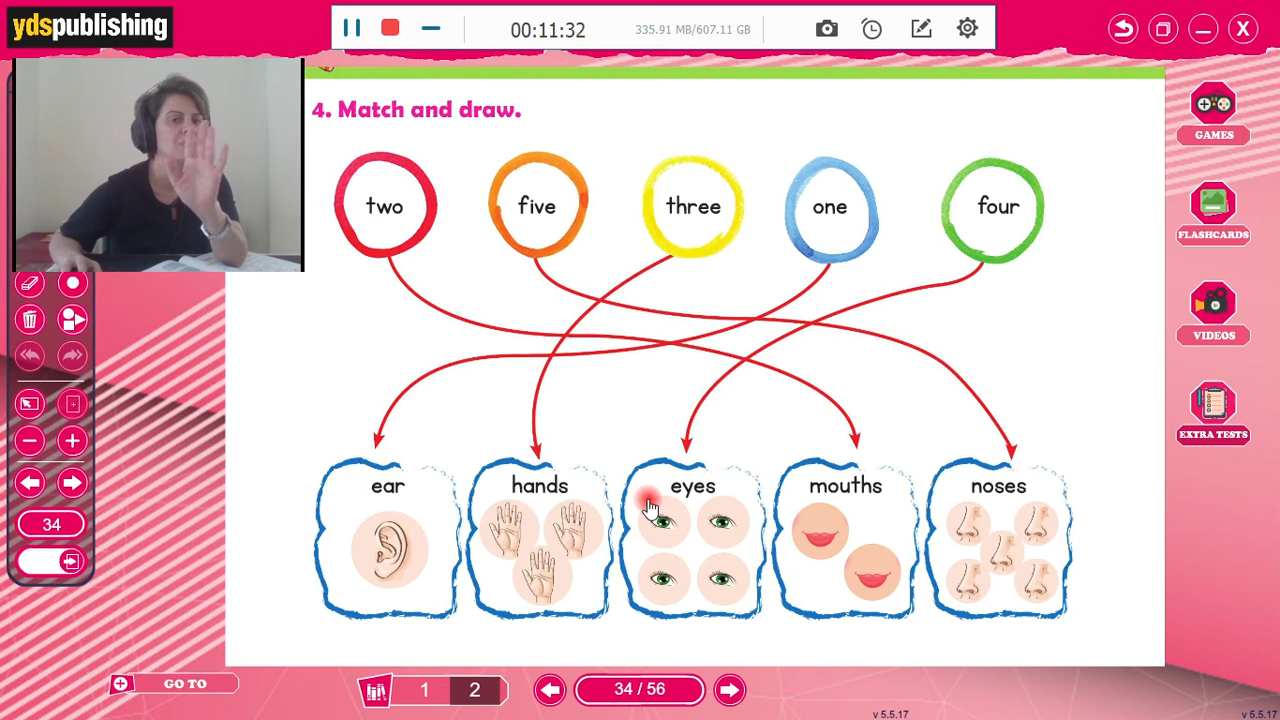 ydspublishing
00:11:32
335.91 MB/607.11 GB
X
4. Match and draw.
two five three one four
ear hands eyes mouths noses
GAMES
FLASHCARDS
VIDEOS
EXTRA TESTS
34
GO TO
1 2
34 / 56
v 5.5.17 v 5.5.17